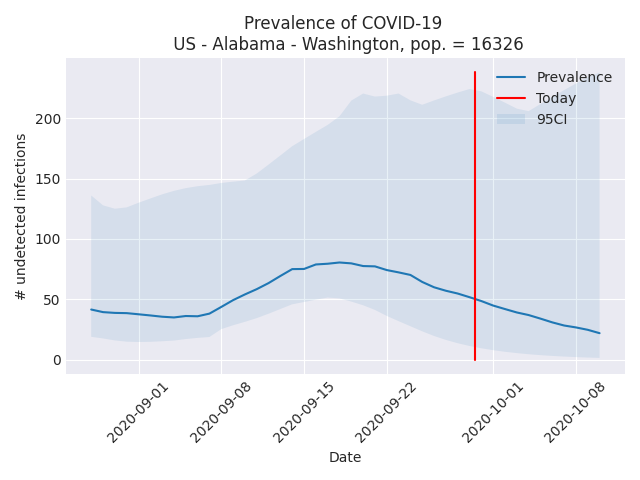 Prevalence of COVID-19
US - Alabama - Washington, pop. = 16326
Prevalence
Today
95CI
# undetected infections
200
150
100
50
0
2020-09-01
2020-09-08
2020-09-15
2020-09-22
2020-10-01
2020-10-08
Date